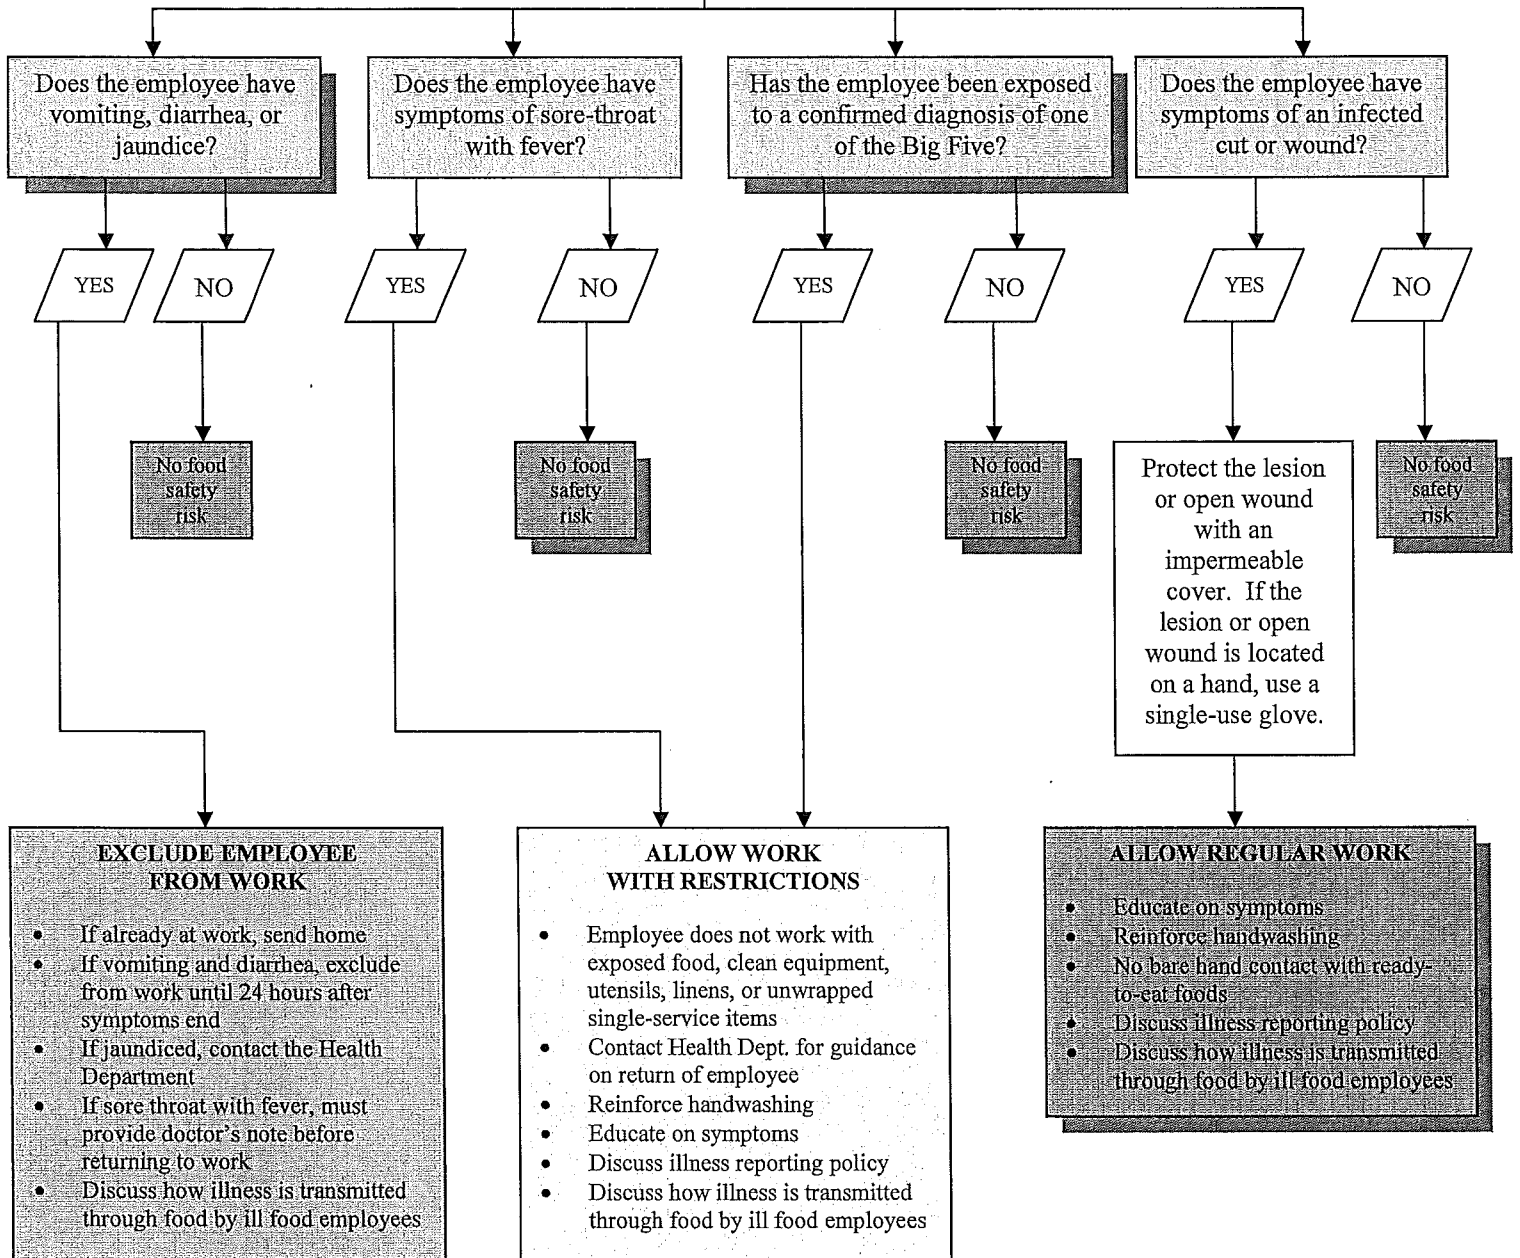 Does the employee have
vomiting, diarrhea, or
jaundice?
Does the employee have
symptoms of sore-throat
with fever?
Has the employee been exposed
to a confirmed diagnosis of one
of the Big Five?
Does the employee have
symptoms of an infected
cut or wound?
YES
NO
YES
NO
YES
NO
YES
NO
No food
safety
risk
No food
safety
risk
No food
safety
risk
Protect the lesion
or open wound
with an
impermeable
cover. If the
lesion or open
wound is located
on a hand, use a
single-use glove.
No food
safety
risk
EXCLUDE EMPLOYEE
FROM WORK
• If already at work, send home
• If vomiting and diarrhea, exclude
from work until 24 hours after
symptoms end
• If jaundiced, contact the Health
Department
• If sore throat with fever, must
provide doctor's note before
returning to work
• Discuss how illness is transmitted
through food by ill food employees
ALLOW WORK
WITH RESTRICTIONS
• Employee does not work with
exposed food, clean equipment,
utensils, linens, or unwrapped
single-service items
• Contact Health Dept. for guidance
on return of employee
• Reinforce handwashing
• Educate on symptoms
• Discuss illness reporting policy
• Discuss how illness is transmitted
through food by ill food employees
ALLOW REGULAR WORK
• Educate on symptoms
• Reinforce handwashing
• No bare hand contact with ready-
to-eat foods
• Discuss illness reporting policy
• Discuss how illness is transmitted
through food by ill food employees